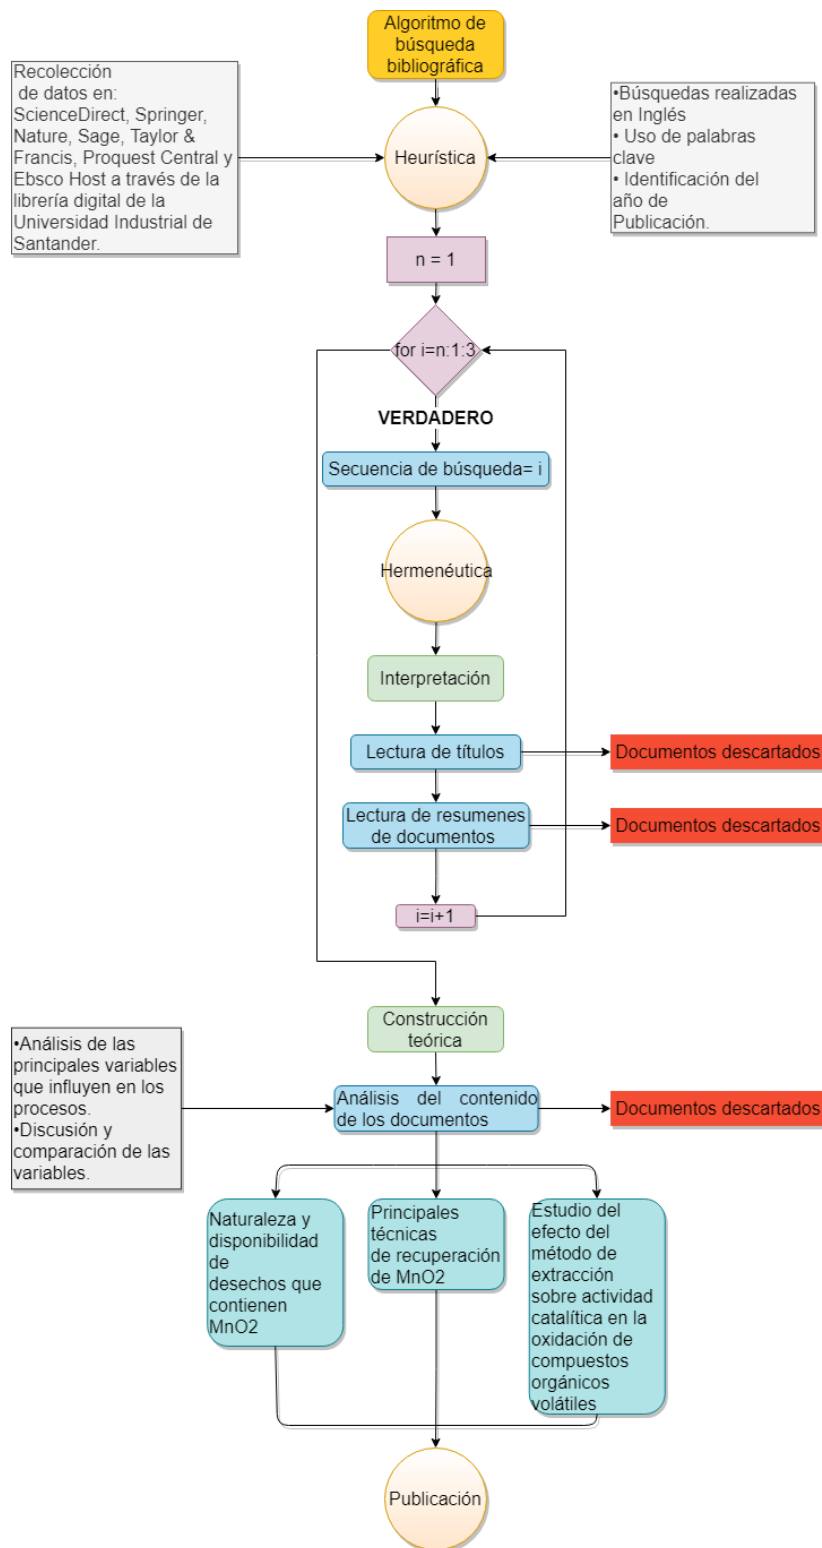 Algoritmo de
búsqueda
bibliográfica
Recolección
de datos en:
ScienceDirect, Springer,
Nature, Sage, Taylor &
Francis, Proquest Central y
Ebsco Host a través de la
librería digital de la
Universidad Industrial de
Santander.
Heurística
•Búsquedas realizadas
en Inglés
• Uso de palabras
clave
• Identificación del
año de
Publicación.
n = 1
for i=n:1:3
VERDADERO
Secuencia de búsqueda= i
Hermenéutica
Interpretación
Lectura de títulos
Documentos descartados
Lectura de resumenes
de documentos
Documentos descartados
i=i+1
Construcción
teórica
•Análisis de las
principales variables
que influyen en los
procesos.
•Discusión y
comparación de las
variables.
Análisis del contenido
de los documentos
Documentos descartados
Naturaleza y
disponibilidad
de
desechos que
contienen
MnO2
Principales
técnicas
de recuperación
de MnO2
Estudio del
efecto del
método de
extracción
sobre actividad
catalítica en la
oxidación de
compuestos
orgánicos
volátiles
Publicación